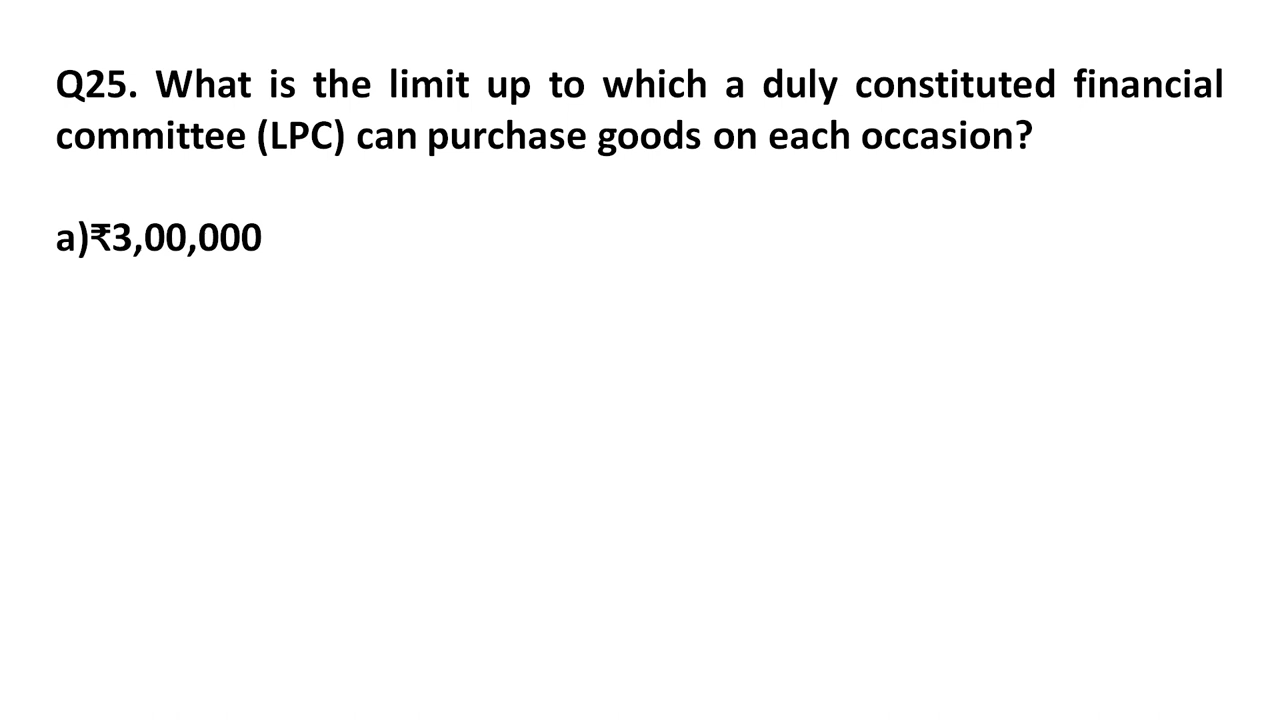 Q25. What is the limit up to which a duly constituted financial
committee (LPC) can purchase goods on each occasion?
a)₹3,00,000